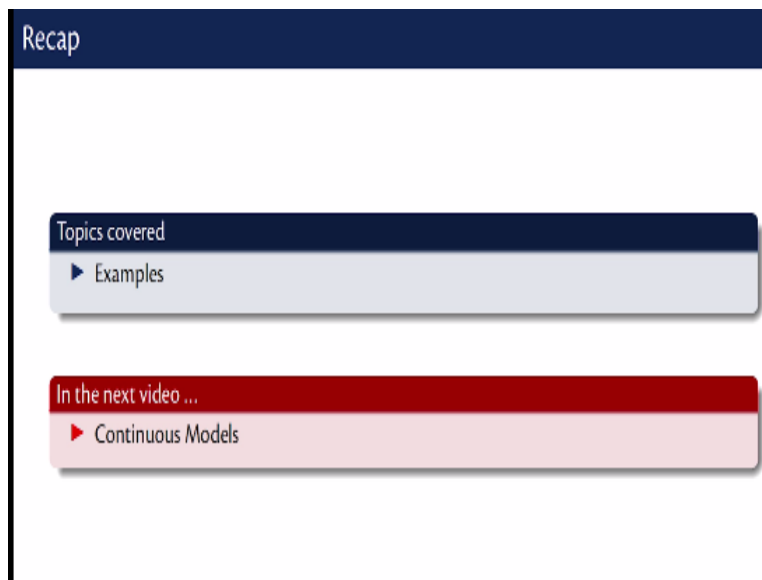 Recap
Topics covered
Examples
In the next video ...
Continuous Models